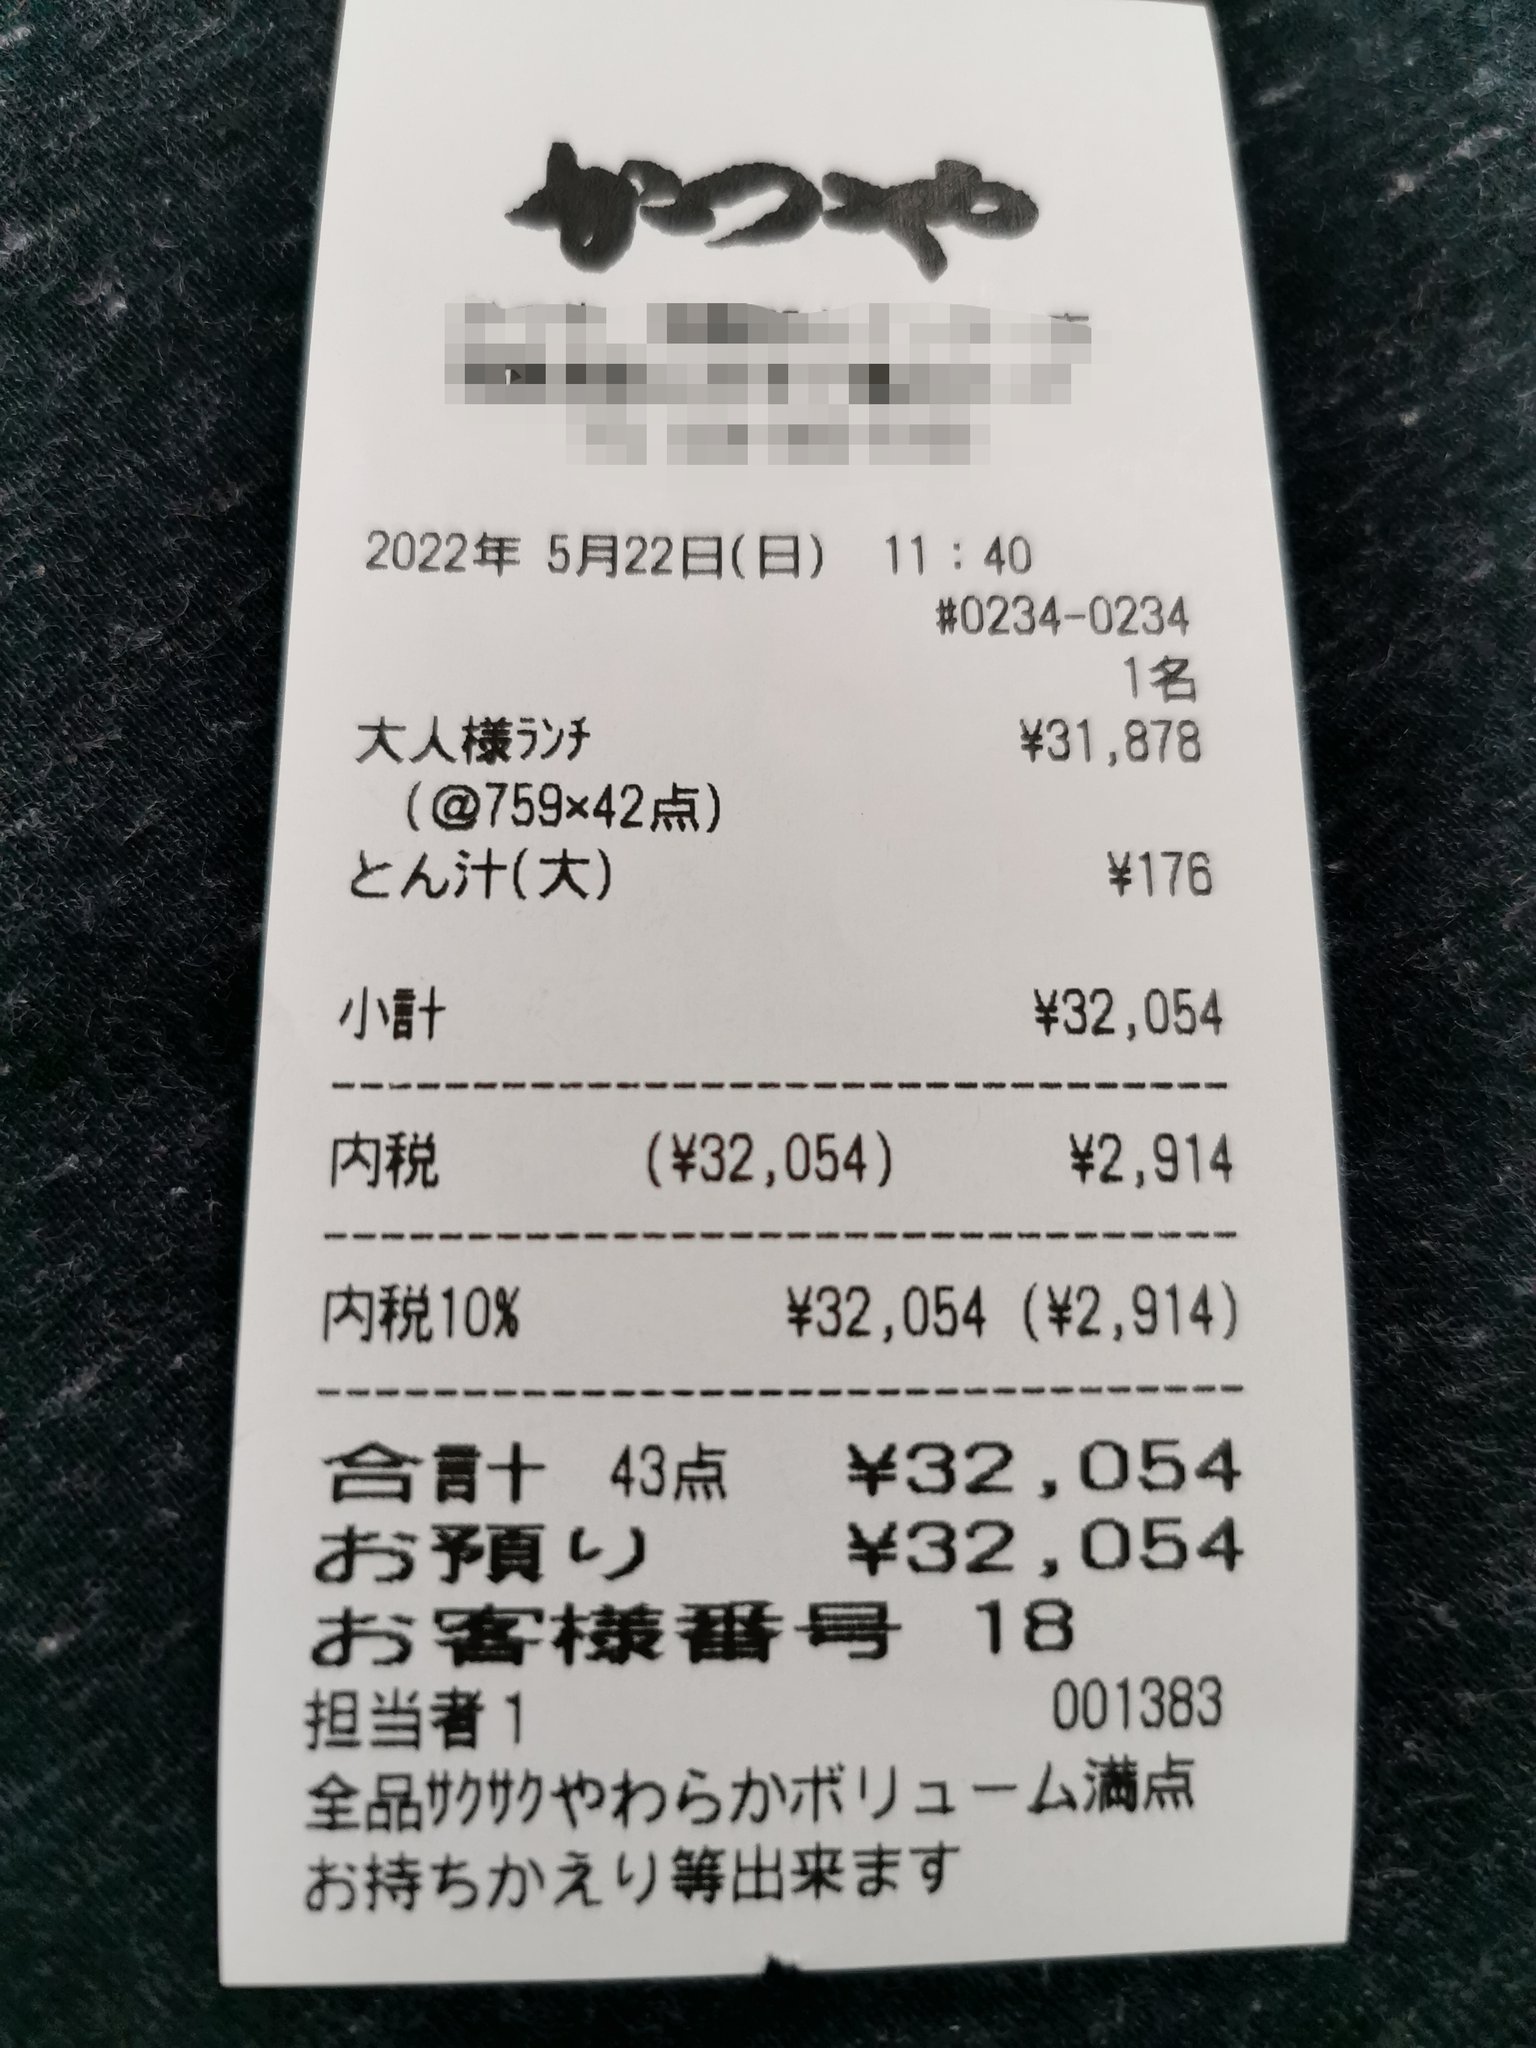 かつや
2022年 5月22日(日) 11:40
#0234-0234
1名
大人様ﾗﾝﾁ ¥31,878
(@759×42点)
とん汁(大) ¥176
小計 ¥32,054
内税 (¥32,054) ¥2,914
内税10% ¥32,054 (¥2,914)
合計 43点 ¥32,054
お預り ¥32,054
お客様番号 18
担当者1 001383
全品ｻｸｻｸやわらかボリューム満点
お持ちかえり等出来ます